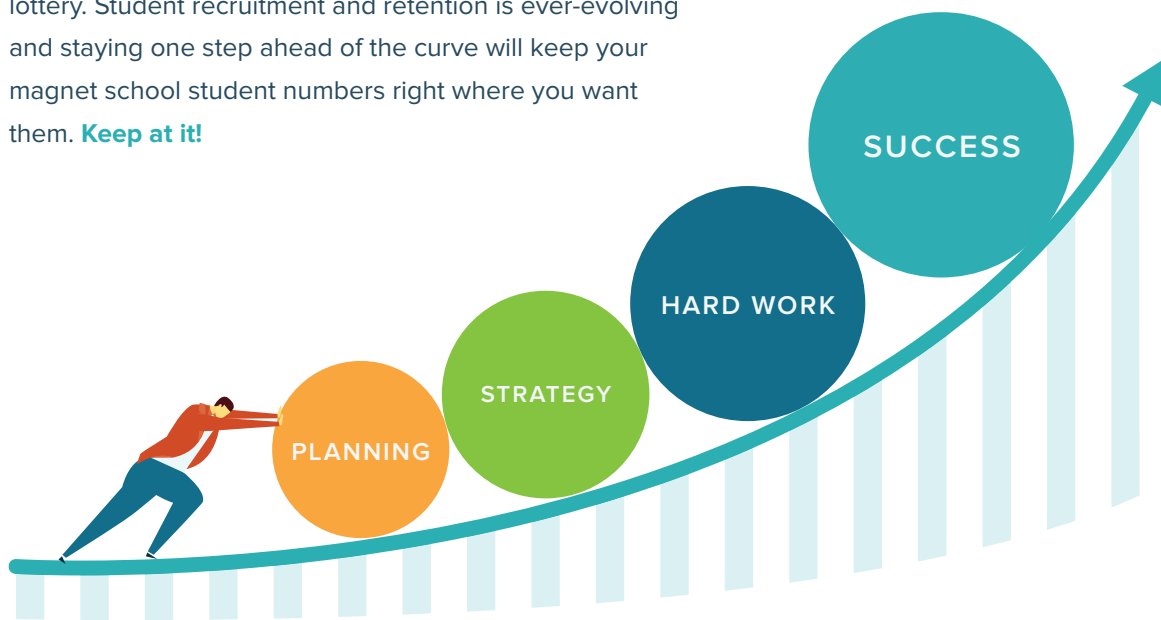 lottery. Student recruitment and retention is ever-evolving
and staying one step ahead of the curve will keep your
magnet school student numbers right where you want
them. Keep at it!
SUCCESS
HARD WORK
STRATEGY
PLANNING